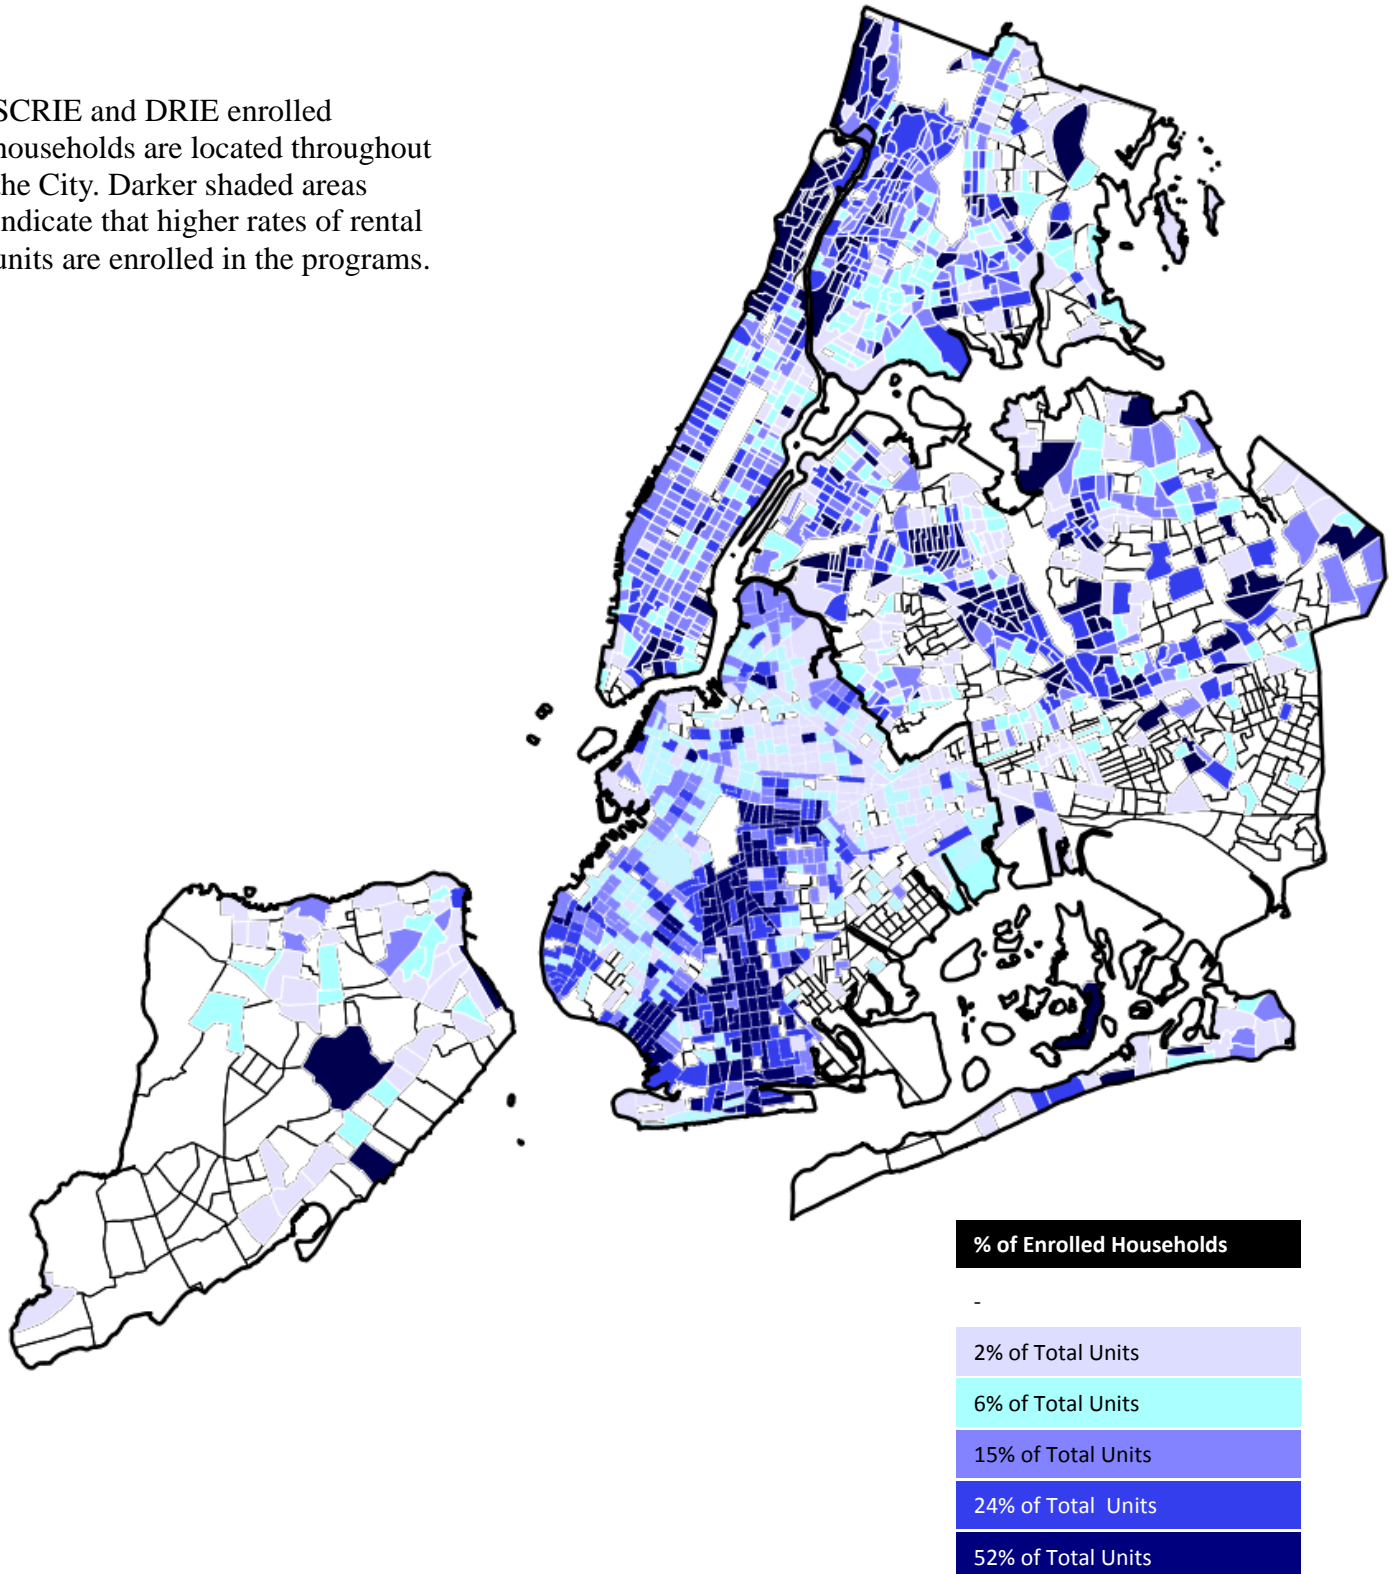 SCRIE and DRIE enrolled
households are located throughout
the City. Darker shaded areas
indicate that higher rates of rental
units are enrolled in the programs.
% of Enrolled Households
-
2% of Total Units
6% of Total Units
15% of Total Units
24% of Total  Units
52% of Total Units